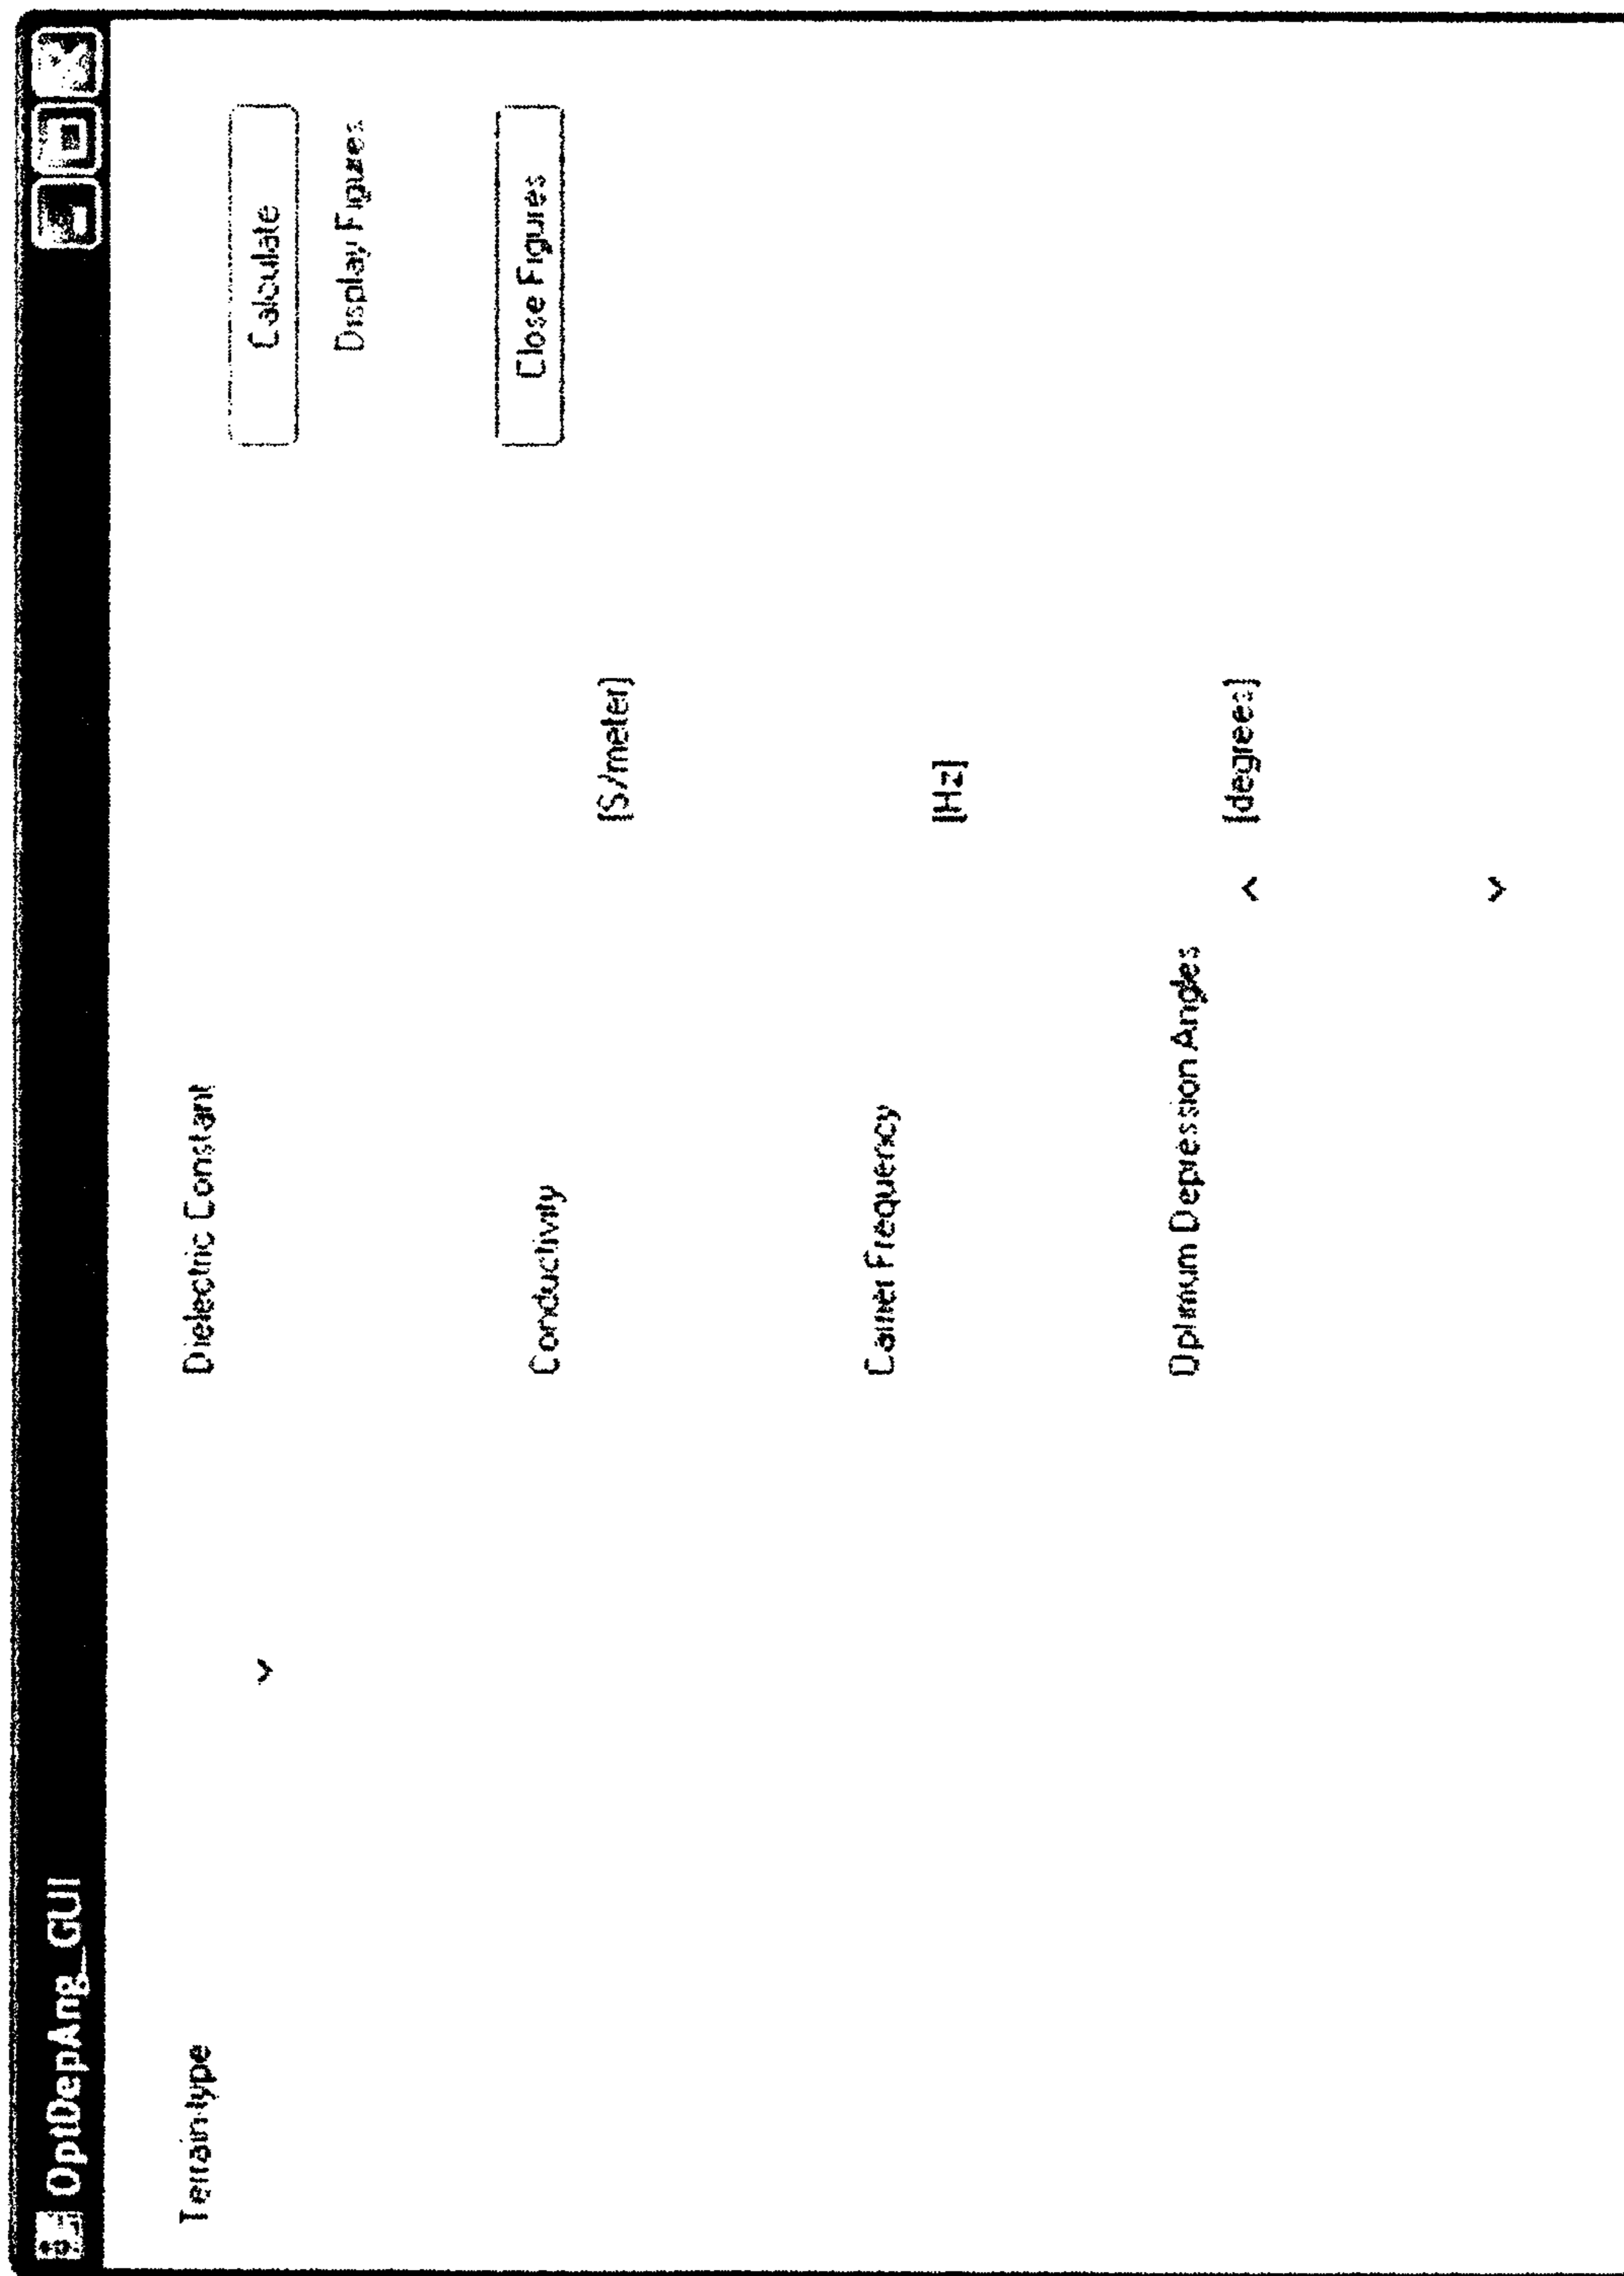 OptDepAng_GUI
Terrain-type
Dielectric Constant
Calculate
Display Figures
Close Figures
Conductivity
[S/meter]
Carrier Frequency
[Hz]
Optimum Depression Angles
[degrees]